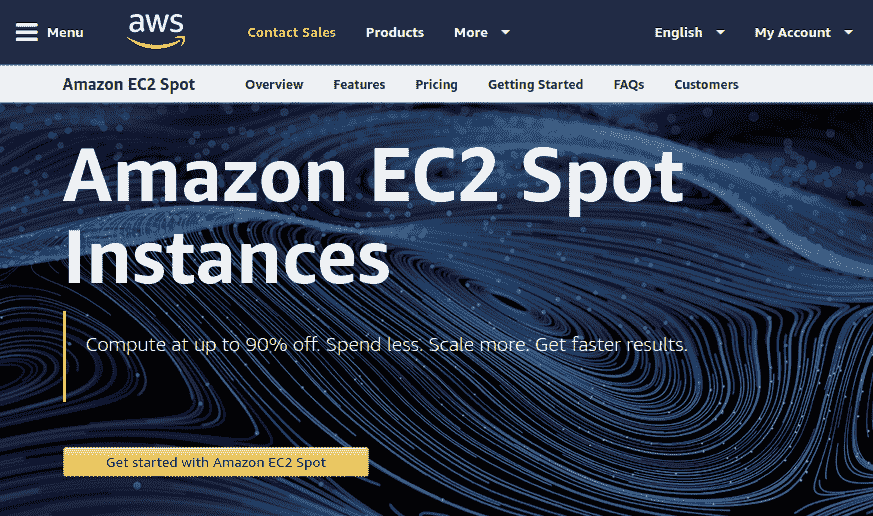 Menu aws Contact Sales Products More English My Account
Amazon EC2 Spot Overview Features Pricing Getting Started FAQs Customers
Amazon EC2 Spot
Instances
Compute at up to 90% off. Spend less. Scale more. Get faster results.
Get started with Amazon EC2 Spot